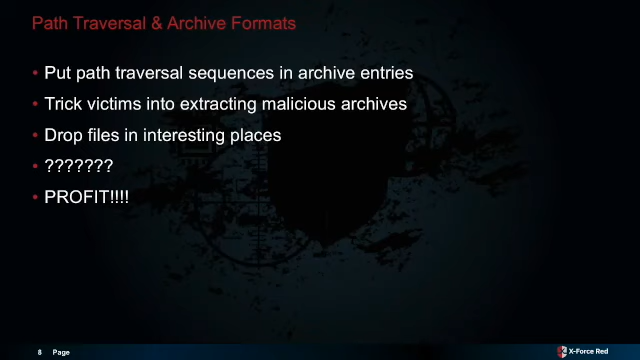 Path Traversal & Archive Formats
• Put path traversal sequences in archive entries
• Trick victims into extracting malicious archives
• Drop files in interesting places
• ???????
• PROFIT!!!!
8 Page
X-Force Red